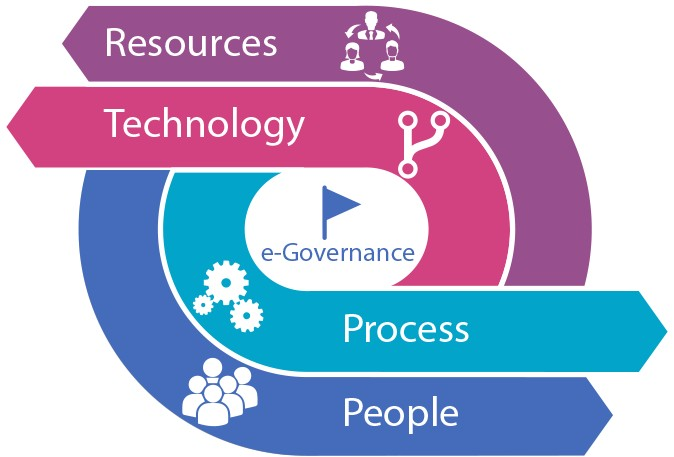 Resources
Technology
e-Governance
Process
People